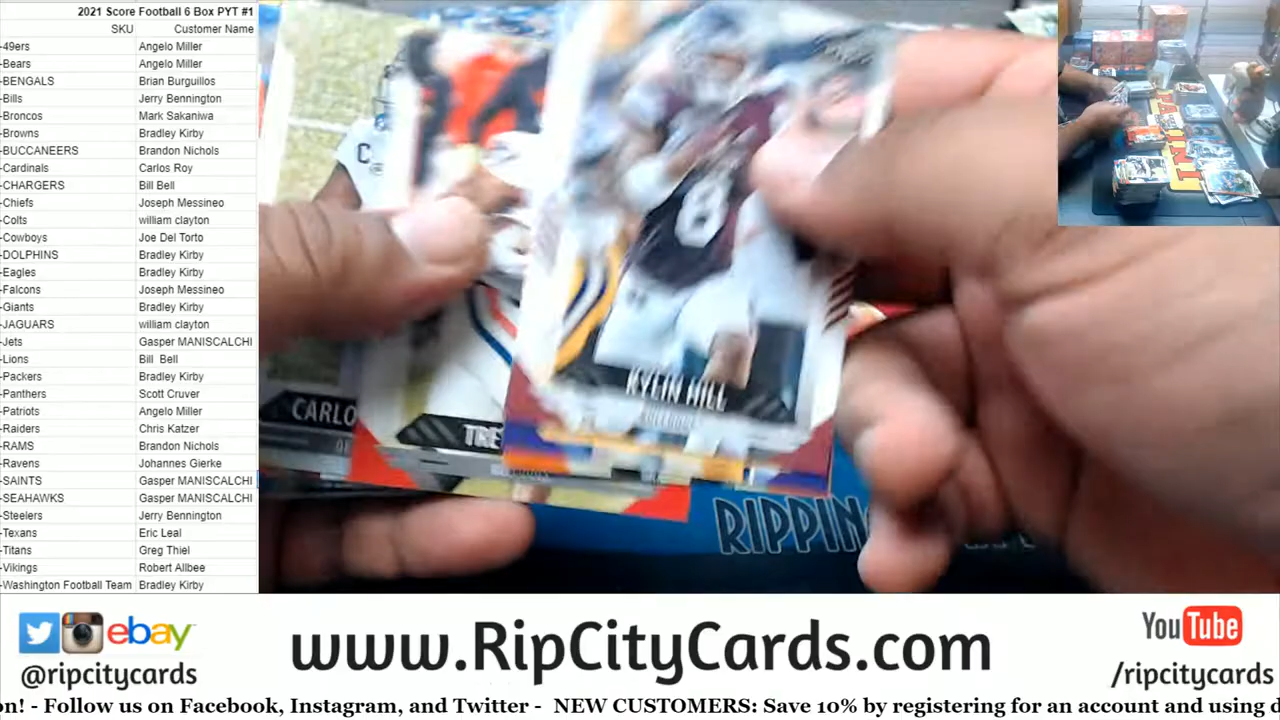 2021 Score Football 6 Box PYT #1
SKU Customer Name
-49ers Angelo Miller
-Bears Angelo Miller
-BENGALS Brian Burguillos
-Bills Jerry Bennington
-Broncos Mark Sakaniwa
-Browns Bradley Kirby
-BUCCANEERS Brandon Nichols
-Cardinals Carlos Roy
-CHARGERS Bill Bell
-Chiefs Joseph Messineo
-Colts william clayton
-Cowboys Joe Del Torto
-DOLPHINS Bradley Kirby
-Eagles Bradley Kirby
-Falcons Joseph Messineo
-Giants Bradley Kirby
-JAGUARS william clayton
-Jets Gasper MANISCALCHI
-Lions Bill Bell
-Packers Bradley Kirby
-Panthers Scott Cruver
-Patriots Angelo Miller
-Raiders Chris Katzer
-RAMS Brandon Nichols
-Ravens Johannes Gierke
-SAINTS Gasper MANISCALCHI
-SEAHAWKS Gasper MANISCALCHI
-Steelers Jerry Bennington
-Texans Eric Leal
-Titans Greg Thiel
-Vikings Robert Allbee
-Washington Football Team Bradley Kirby
C
8
KYLIN HILL
CARLO
TRE
RIPPIN
ebay
@ripcitycards
www.RipCityCards.com
YouTube
/ripcitycards
on! - Follow us on Facebook, Instagram, and Twitter - NEW CUSTOMERS: Save 10% by registering for an account and using d